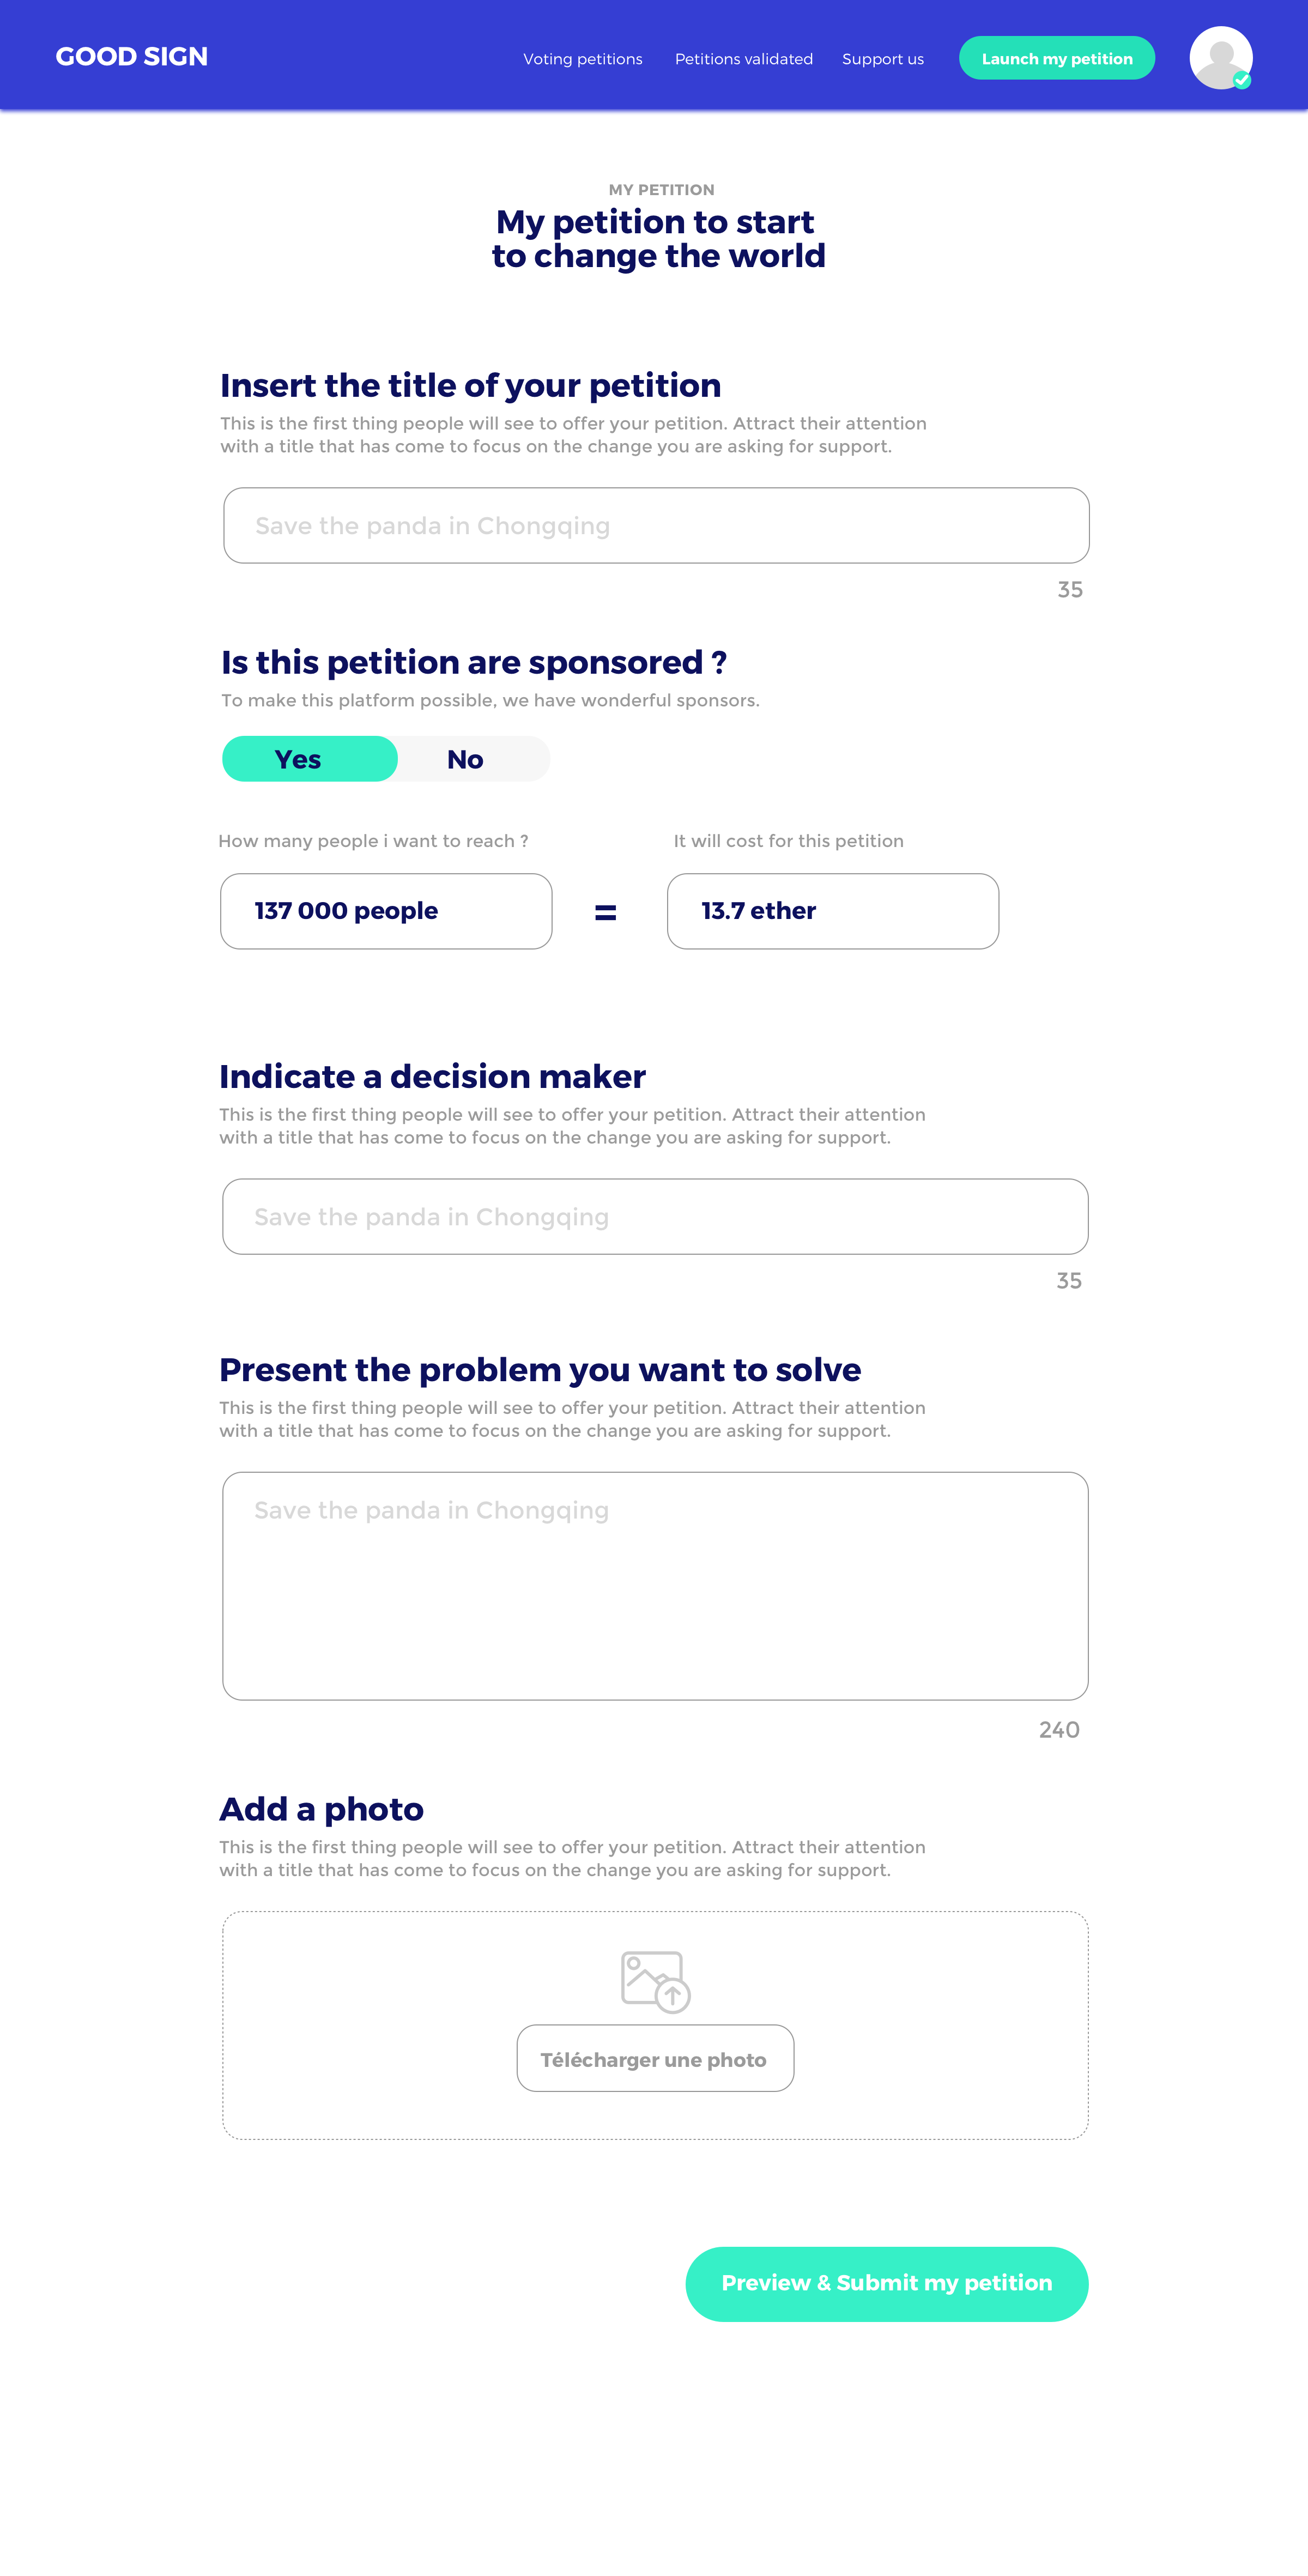 GOOD SIGN
Voting petitions
Petitions validated
Support us
Launch my petition
MY PETITION
My petition to start
to change the world
Insert the title of your petition
This is the first thing people will see to offer your petition. Attract their attention
with a title that has come to focus on the change you are asking for support.
Save the panda in Chongqing
35
Is this petition are sponsored ?
To make this platform possible, we have wonderful sponsors.
Yes
No
How many people i want to reach ?
It will cost for this petition
137 000 people
=
13.7 ether
Indicate a decision maker
This is the first thing people will see to offer your petition. Attract their attention
with a title that has come to focus on the change you are asking for support.
Save the panda in Chongqing
35
Present the problem you want to solve
This is the first thing people will see to offer your petition. Attract their attention
with a title that has come to focus on the change you are asking for support.
Save the panda in Chongqing
240
Add a photo
This is the first thing people will see to offer your petition. Attract their attention
with a title that has come to focus on the change you are asking for support.
Télécharger une photo
Preview & Submit my petition